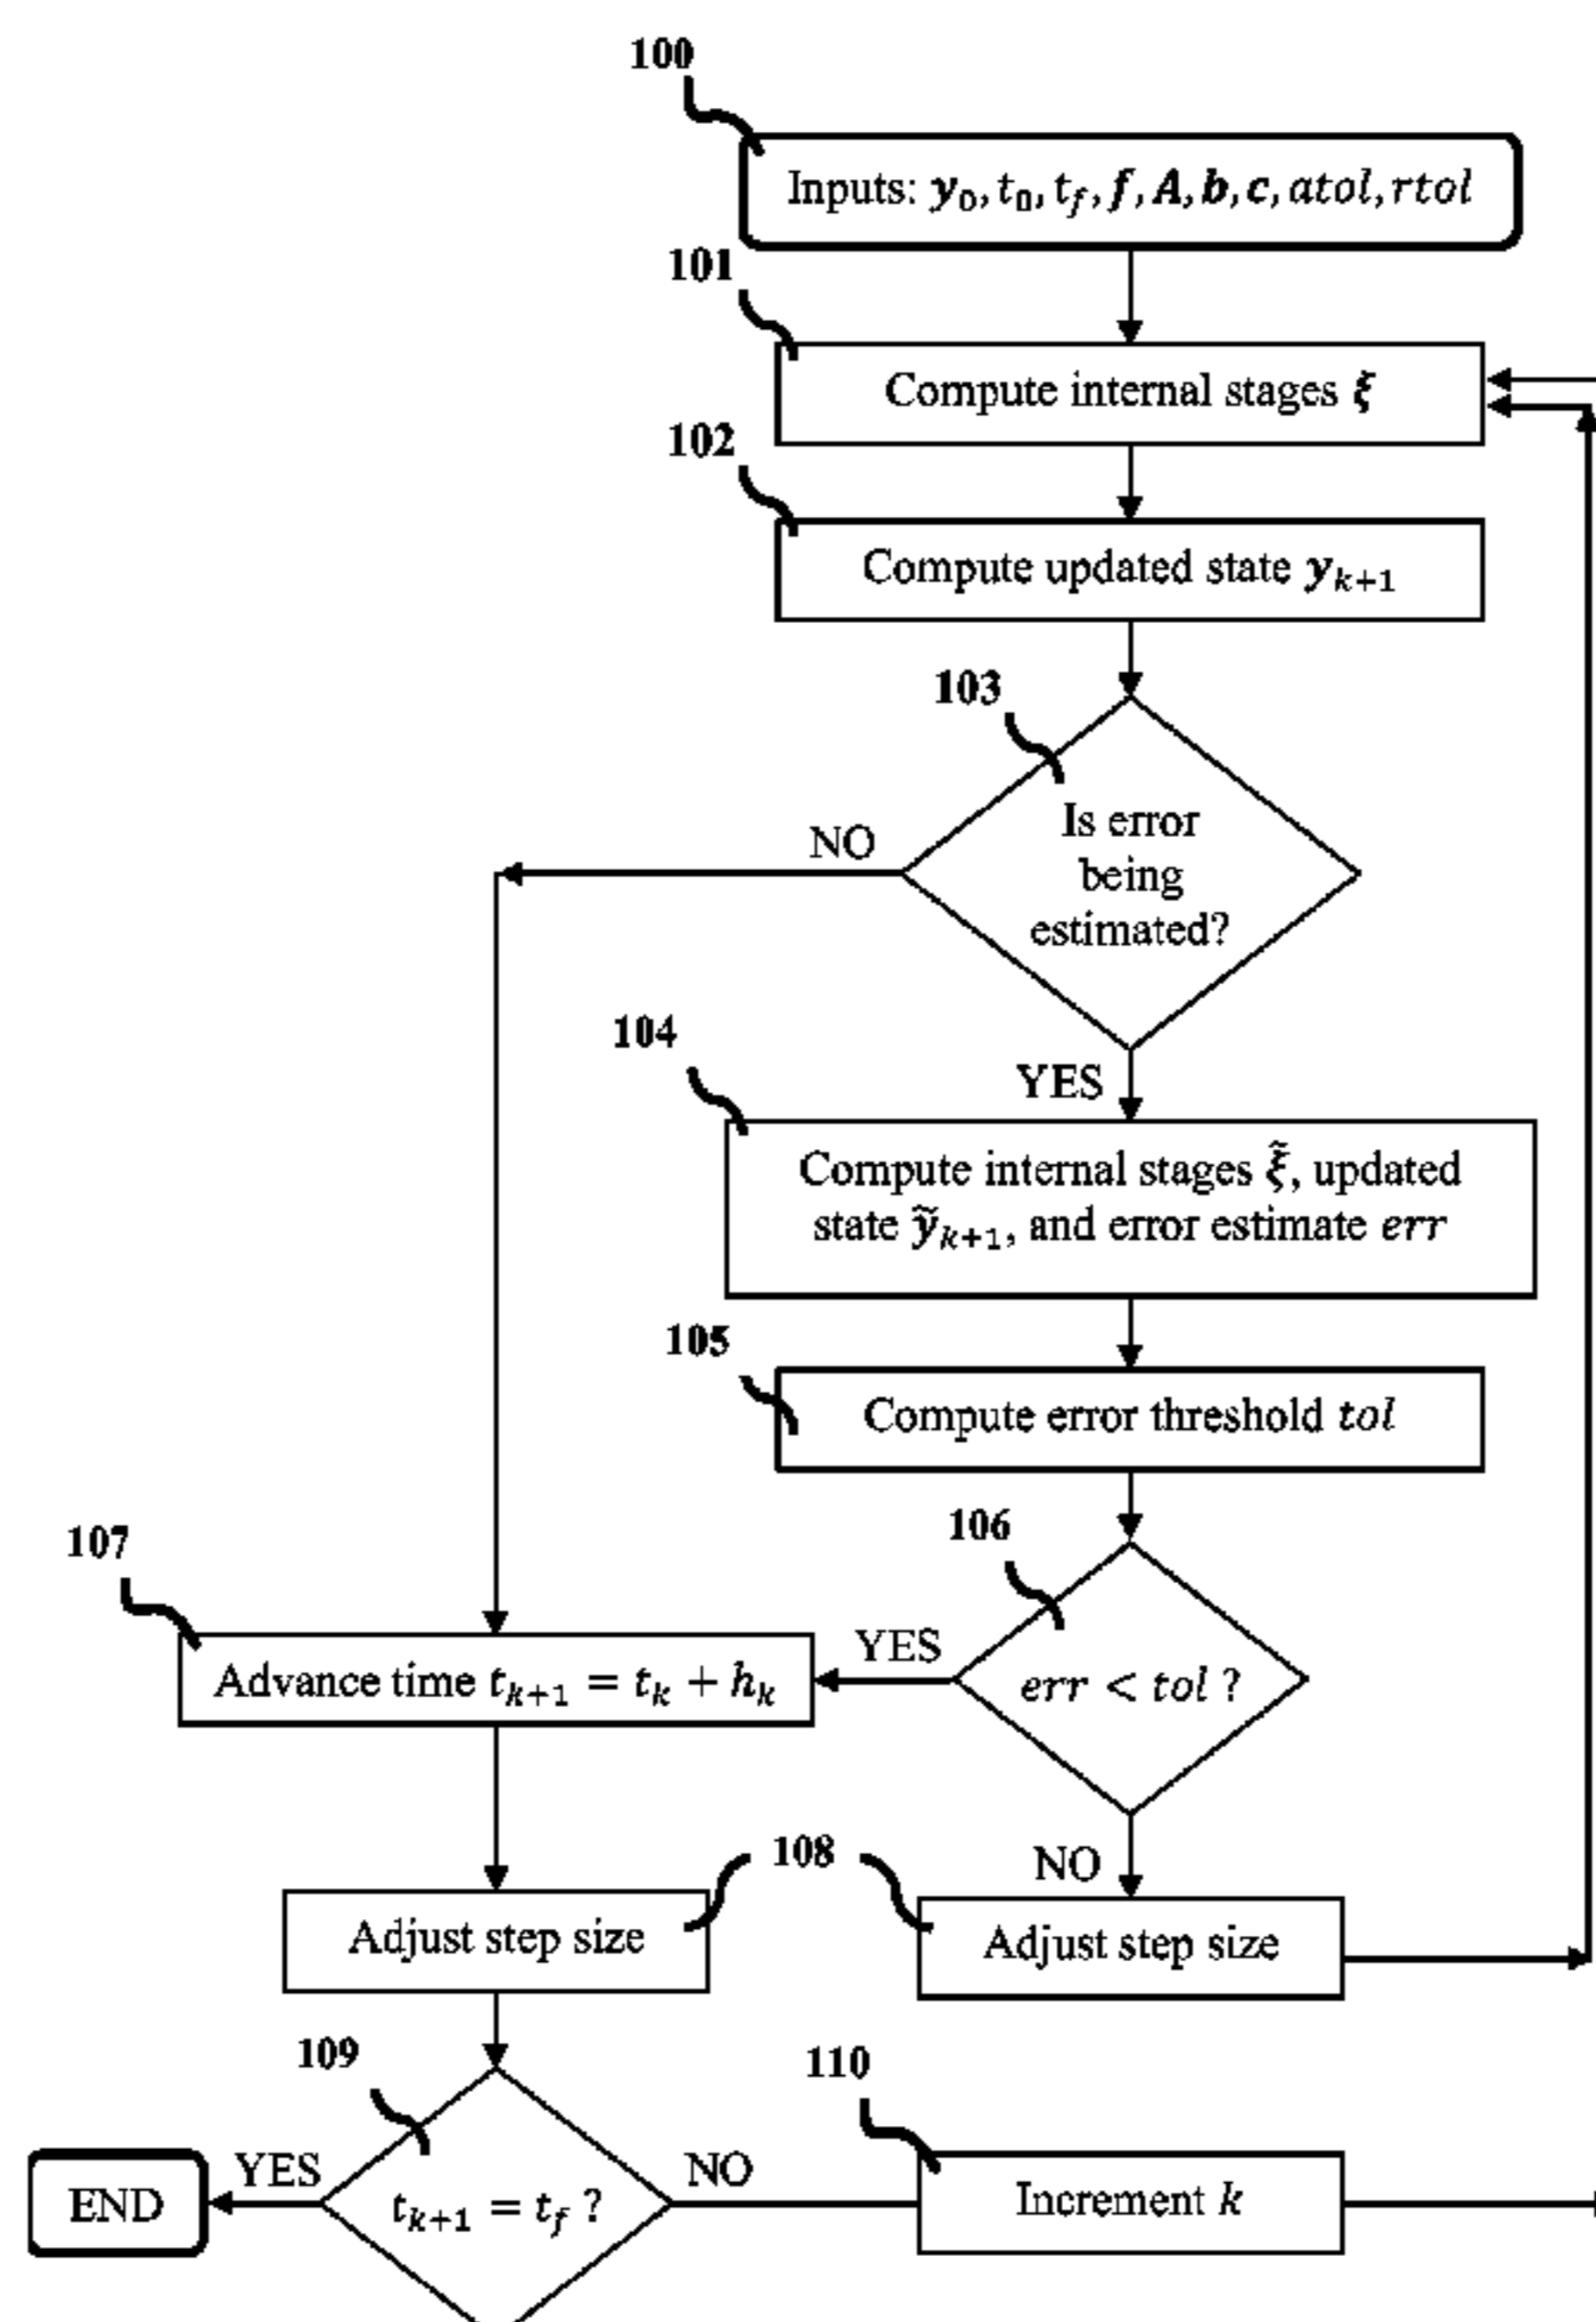 100
Inputs: y₀, t₀, t_f, f, A, b, c, atol, rtol
101
Compute internal stages ξ
102
Compute updated state y_{k+1}
103
Is error
being
estimated?
NO
YES
104
Compute internal stages ξ̃, updated
state ỹ_{k+1}, and error estimate err
105
Compute error threshold tol
106
err < tol ?
YES
107
Advance time t_{k+1} = t_k + h_k
NO
108
Adjust step size
Adjust step size
109
t_{k+1} = t_f ?
YES
END
NO
110
Increment k